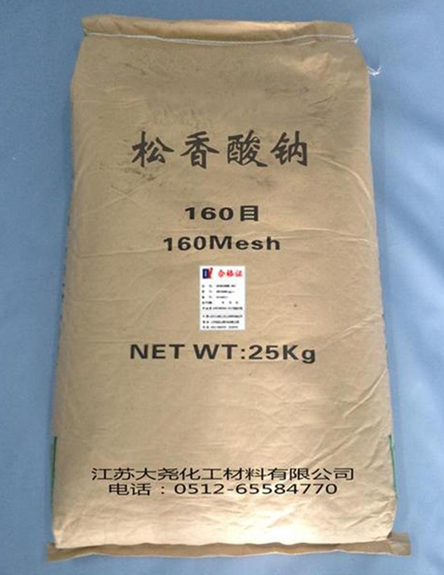 松香酸钠
160目
160Mesh
合格证
NET WT:25Kg
江苏大尧化工材料有限公司
电话：0512-65584770